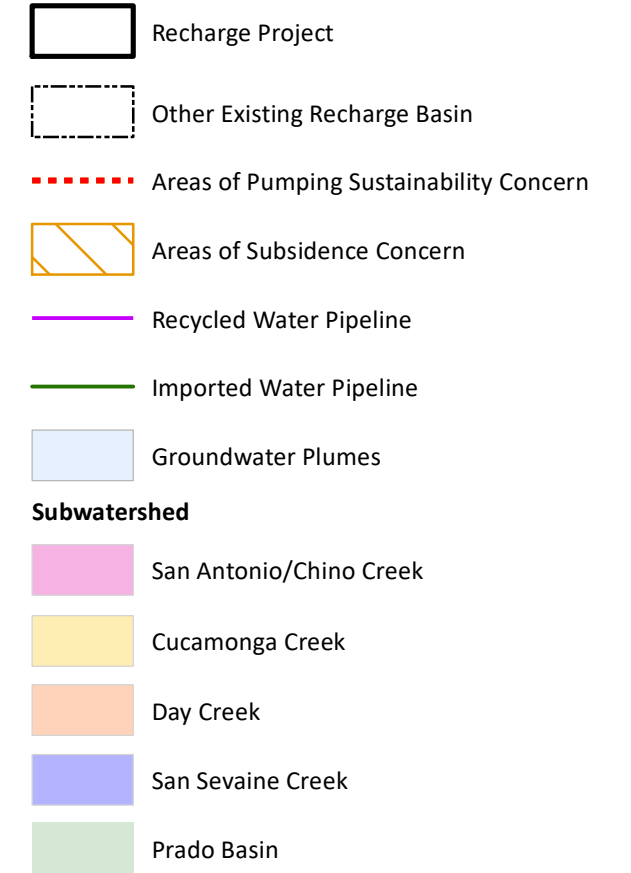 Recharge Project
Other Existing Recharge Basin
Areas of Pumping Sustainability Concern
Areas of Subsidence Concern
Recycled Water Pipeline
Imported Water Pipeline
Groundwater Plumes
Subwatershed
San Antonio/Chino Creek
Cucamonga Creek
Day Creek
San Sevaine Creek
Prado Basin